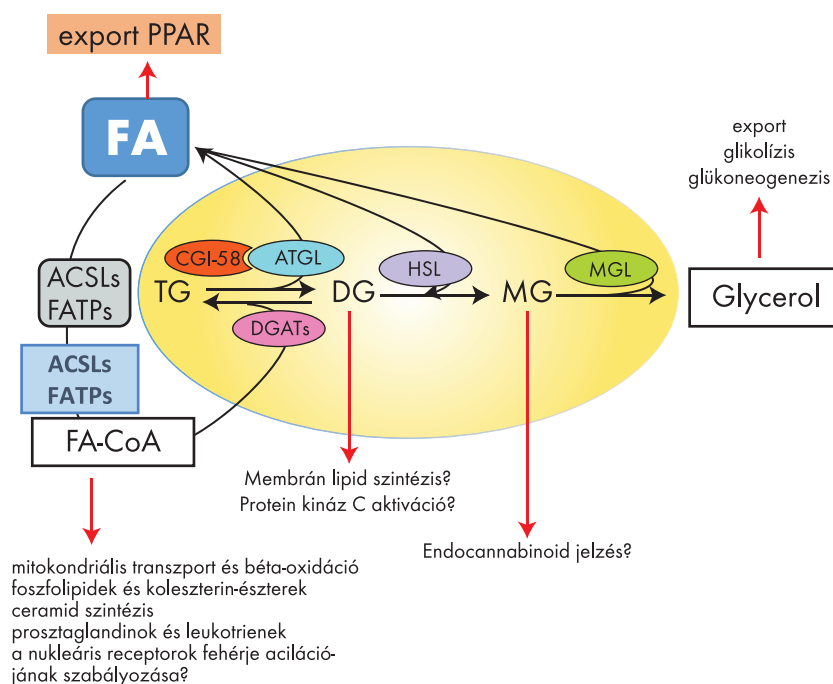 export PPAR
FA
export
glikolízis
glükoneogenezis
CGI-58
ATGL
HSL
MGL
TG
DG
MG
Glycerol
DGATs
ACSLs
FATPs
ACSLs
FATPs
FA-CoA
Membrán lipid szintézis?
Protein kináz C aktiváció?
Endocannabinoid jelzés?
mitokondriális transzport és béta-oxidáció
foszfolipidek és koleszterin-észterek
ceramid szintézis
prosztaglandinok és leukotrienek
a nukleáris receptorok fehérje aciláció-
jának szabályozása?